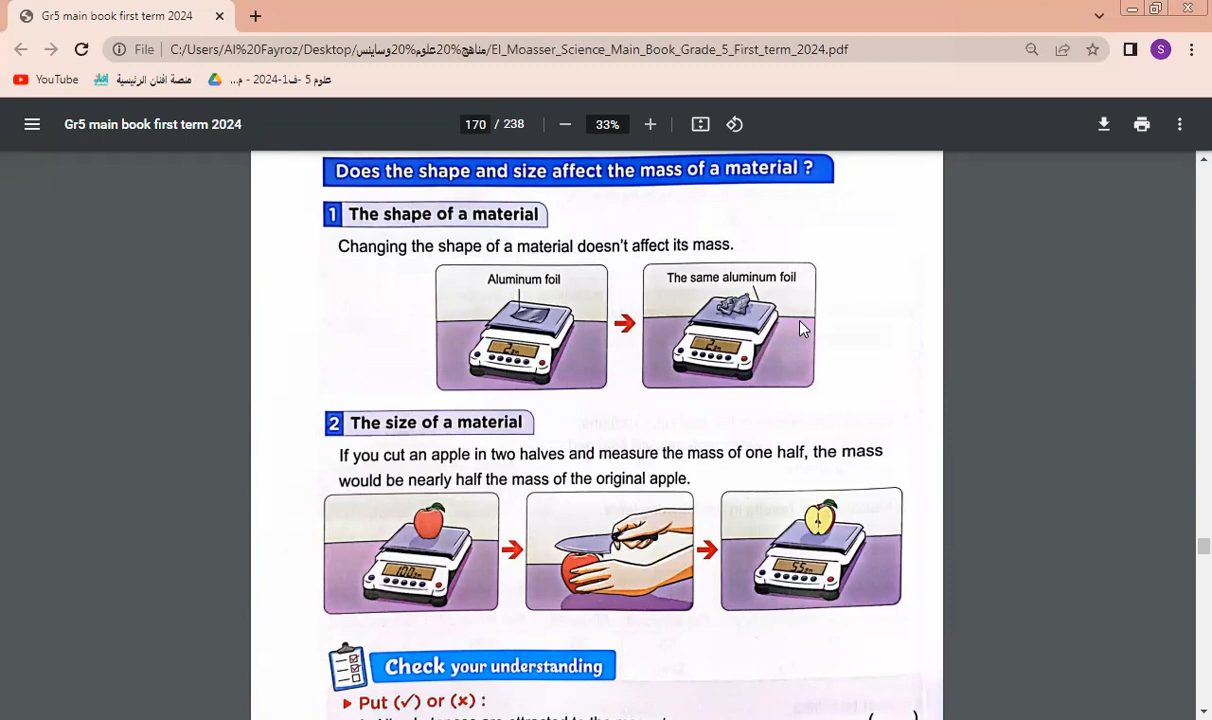 Gr5 main book first term 2024
File
C:/Users/Al%20Fayroz/Desktop/مناهج%20علوم%20وساينس/El_Moasser_Science_Main_Book_Grade_5_First_term_2024.pdf
S
YouTube
منصة افنان الرئيسية
علوم 5 -ف1-2024 - م...
Gr5 main book first term 2024
170 / 238
33%
Does the shape and size affect the mass of a material ?
1 The shape of a material
Changing the shape of a material doesn't affect its mass.
Aluminum foil
The same aluminum foil
2 The size of a material
If you cut an apple in two halves and measure the mass of one half, the mass
would be nearly half the mass of the original apple.
Check your understanding
Put (✓) or (×) :